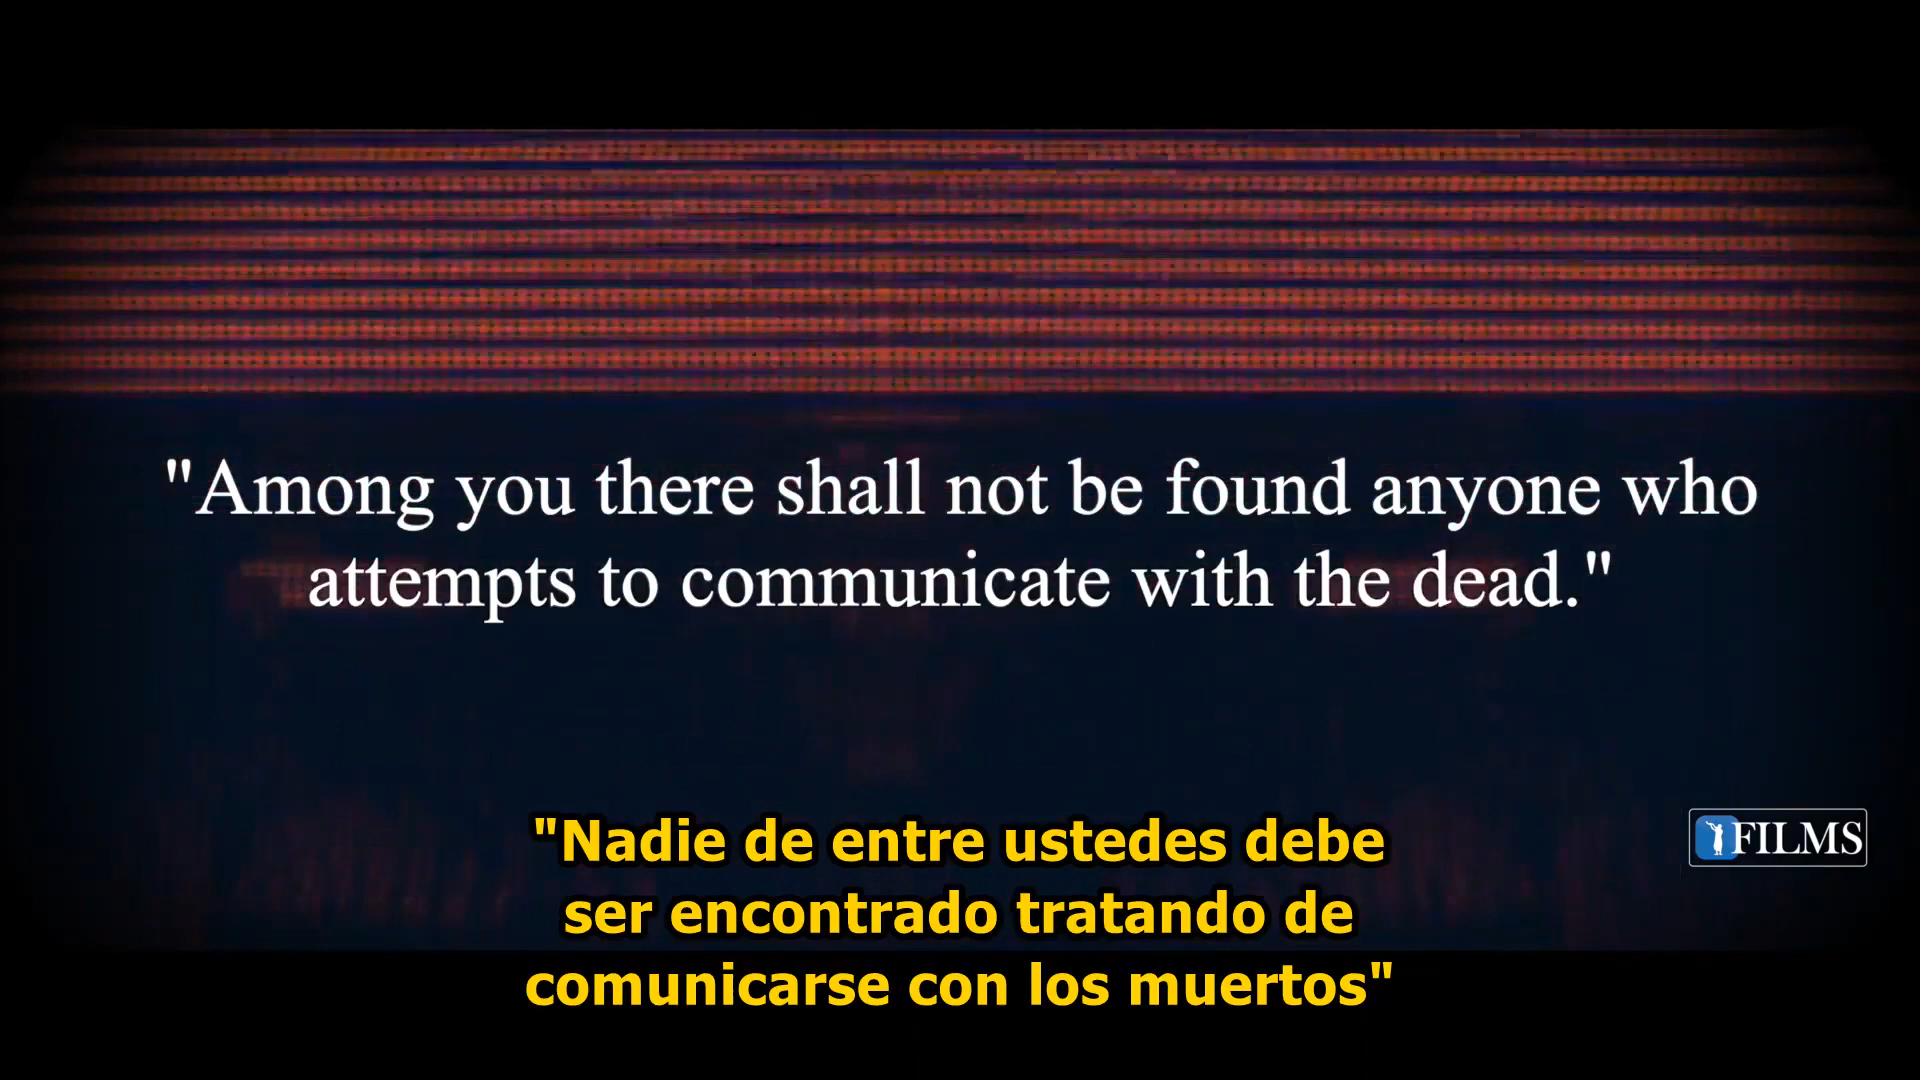 "Among you there shall not be found anyone who
attempts to communicate with the dead."
FILMS
"Nadie de entre ustedes debe
ser encontrado tratando de
comunicarse con los muertos"